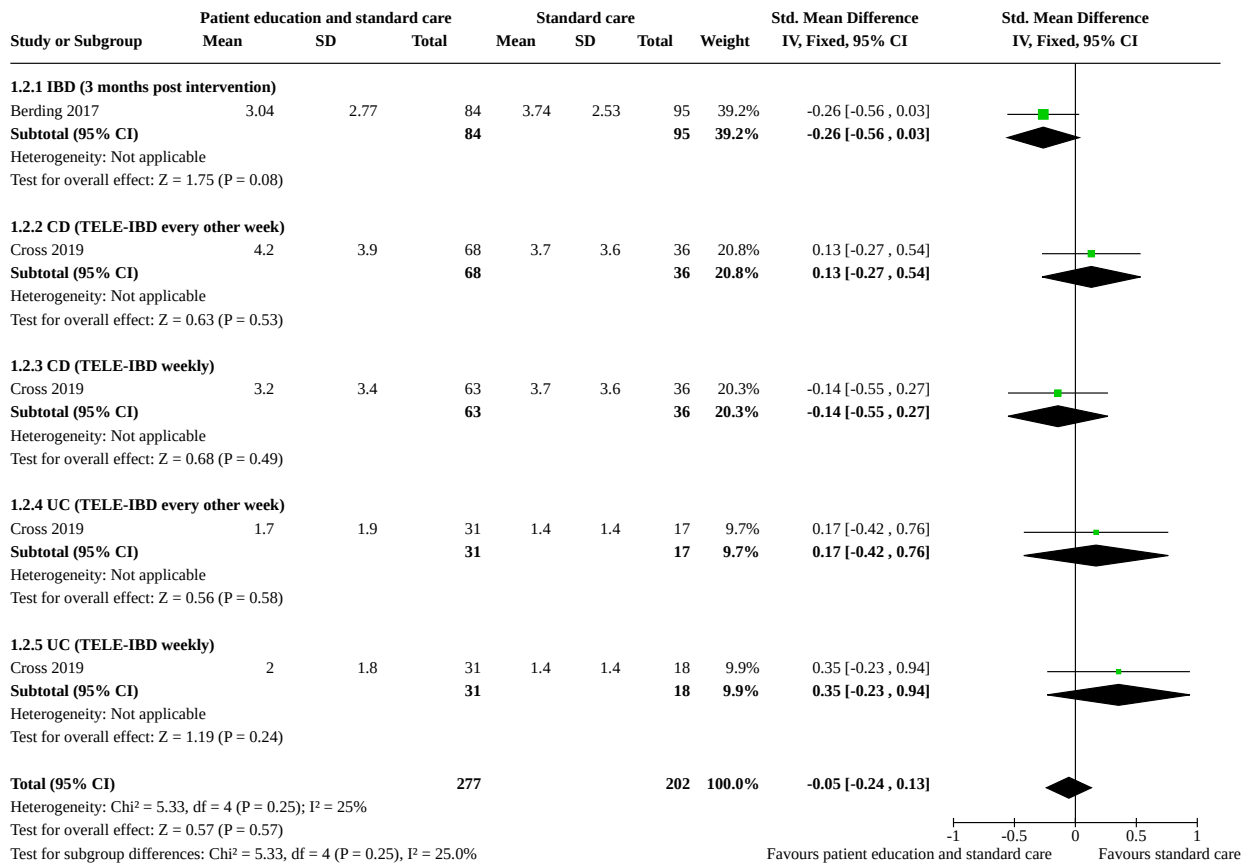 Patient education and standard care Standard care Std. Mean Difference Std. Mean Difference
Study or Subgroup Mean SD Total Mean SD Total Weight IV, Fixed, 95% CI IV, Fixed, 95% CI
1.2.1 IBD (3 months post intervention)
Berding 2017 3.04 2.77 84 3.74 2.53 95 39.2% -0.26 [-0.56 , 0.03]
Subtotal (95% CI) 84 95 39.2% -0.26 [-0.56 , 0.03]
Heterogeneity: Not applicable
Test for overall effect: Z = 1.75 (P = 0.08)
1.2.2 CD (TELE-IBD every other week)
Cross 2019 4.2 3.9 68 3.7 3.6 36 20.8% 0.13 [-0.27 , 0.54]
Subtotal (95% CI) 68 36 20.8% 0.13 [-0.27 , 0.54]
Heterogeneity: Not applicable
Test for overall effect: Z = 0.63 (P = 0.53)
1.2.3 CD (TELE-IBD weekly)
Cross 2019 3.2 3.4 63 3.7 3.6 36 20.3% -0.14 [-0.55 , 0.27]
Subtotal (95% CI) 63 36 20.3% -0.14 [-0.55 , 0.27]
Heterogeneity: Not applicable
Test for overall effect: Z = 0.68 (P = 0.49)
1.2.4 UC (TELE-IBD every other week)
Cross 2019 1.7 1.9 31 1.4 1.4 17 9.7% 0.17 [-0.42 , 0.76]
Subtotal (95% CI) 31 17 9.7% 0.17 [-0.42 , 0.76]
Heterogeneity: Not applicable
Test for overall effect: Z = 0.56 (P = 0.58)
1.2.5 UC (TELE-IBD weekly)
Cross 2019 2 1.8 31 1.4 1.4 18 9.9% 0.35 [-0.23 , 0.94]
Subtotal (95% CI) 31 18 9.9% 0.35 [-0.23 , 0.94]
Heterogeneity: Not applicable
Test for overall effect: Z = 1.19 (P = 0.24)
Total (95% CI) 277 202 100.0% -0.05 [-0.24 , 0.13]
Heterogeneity: Chi² = 5.33, df = 4 (P = 0.25); I² = 25%
Test for overall effect: Z = 0.57 (P = 0.57)
-1 -0.5 0 0.5 1
Test for subgroup differences: Chi² = 5.33, df = 4 (P = 0.25), I² = 25.0% Favours patient education and standard care Favours standard care